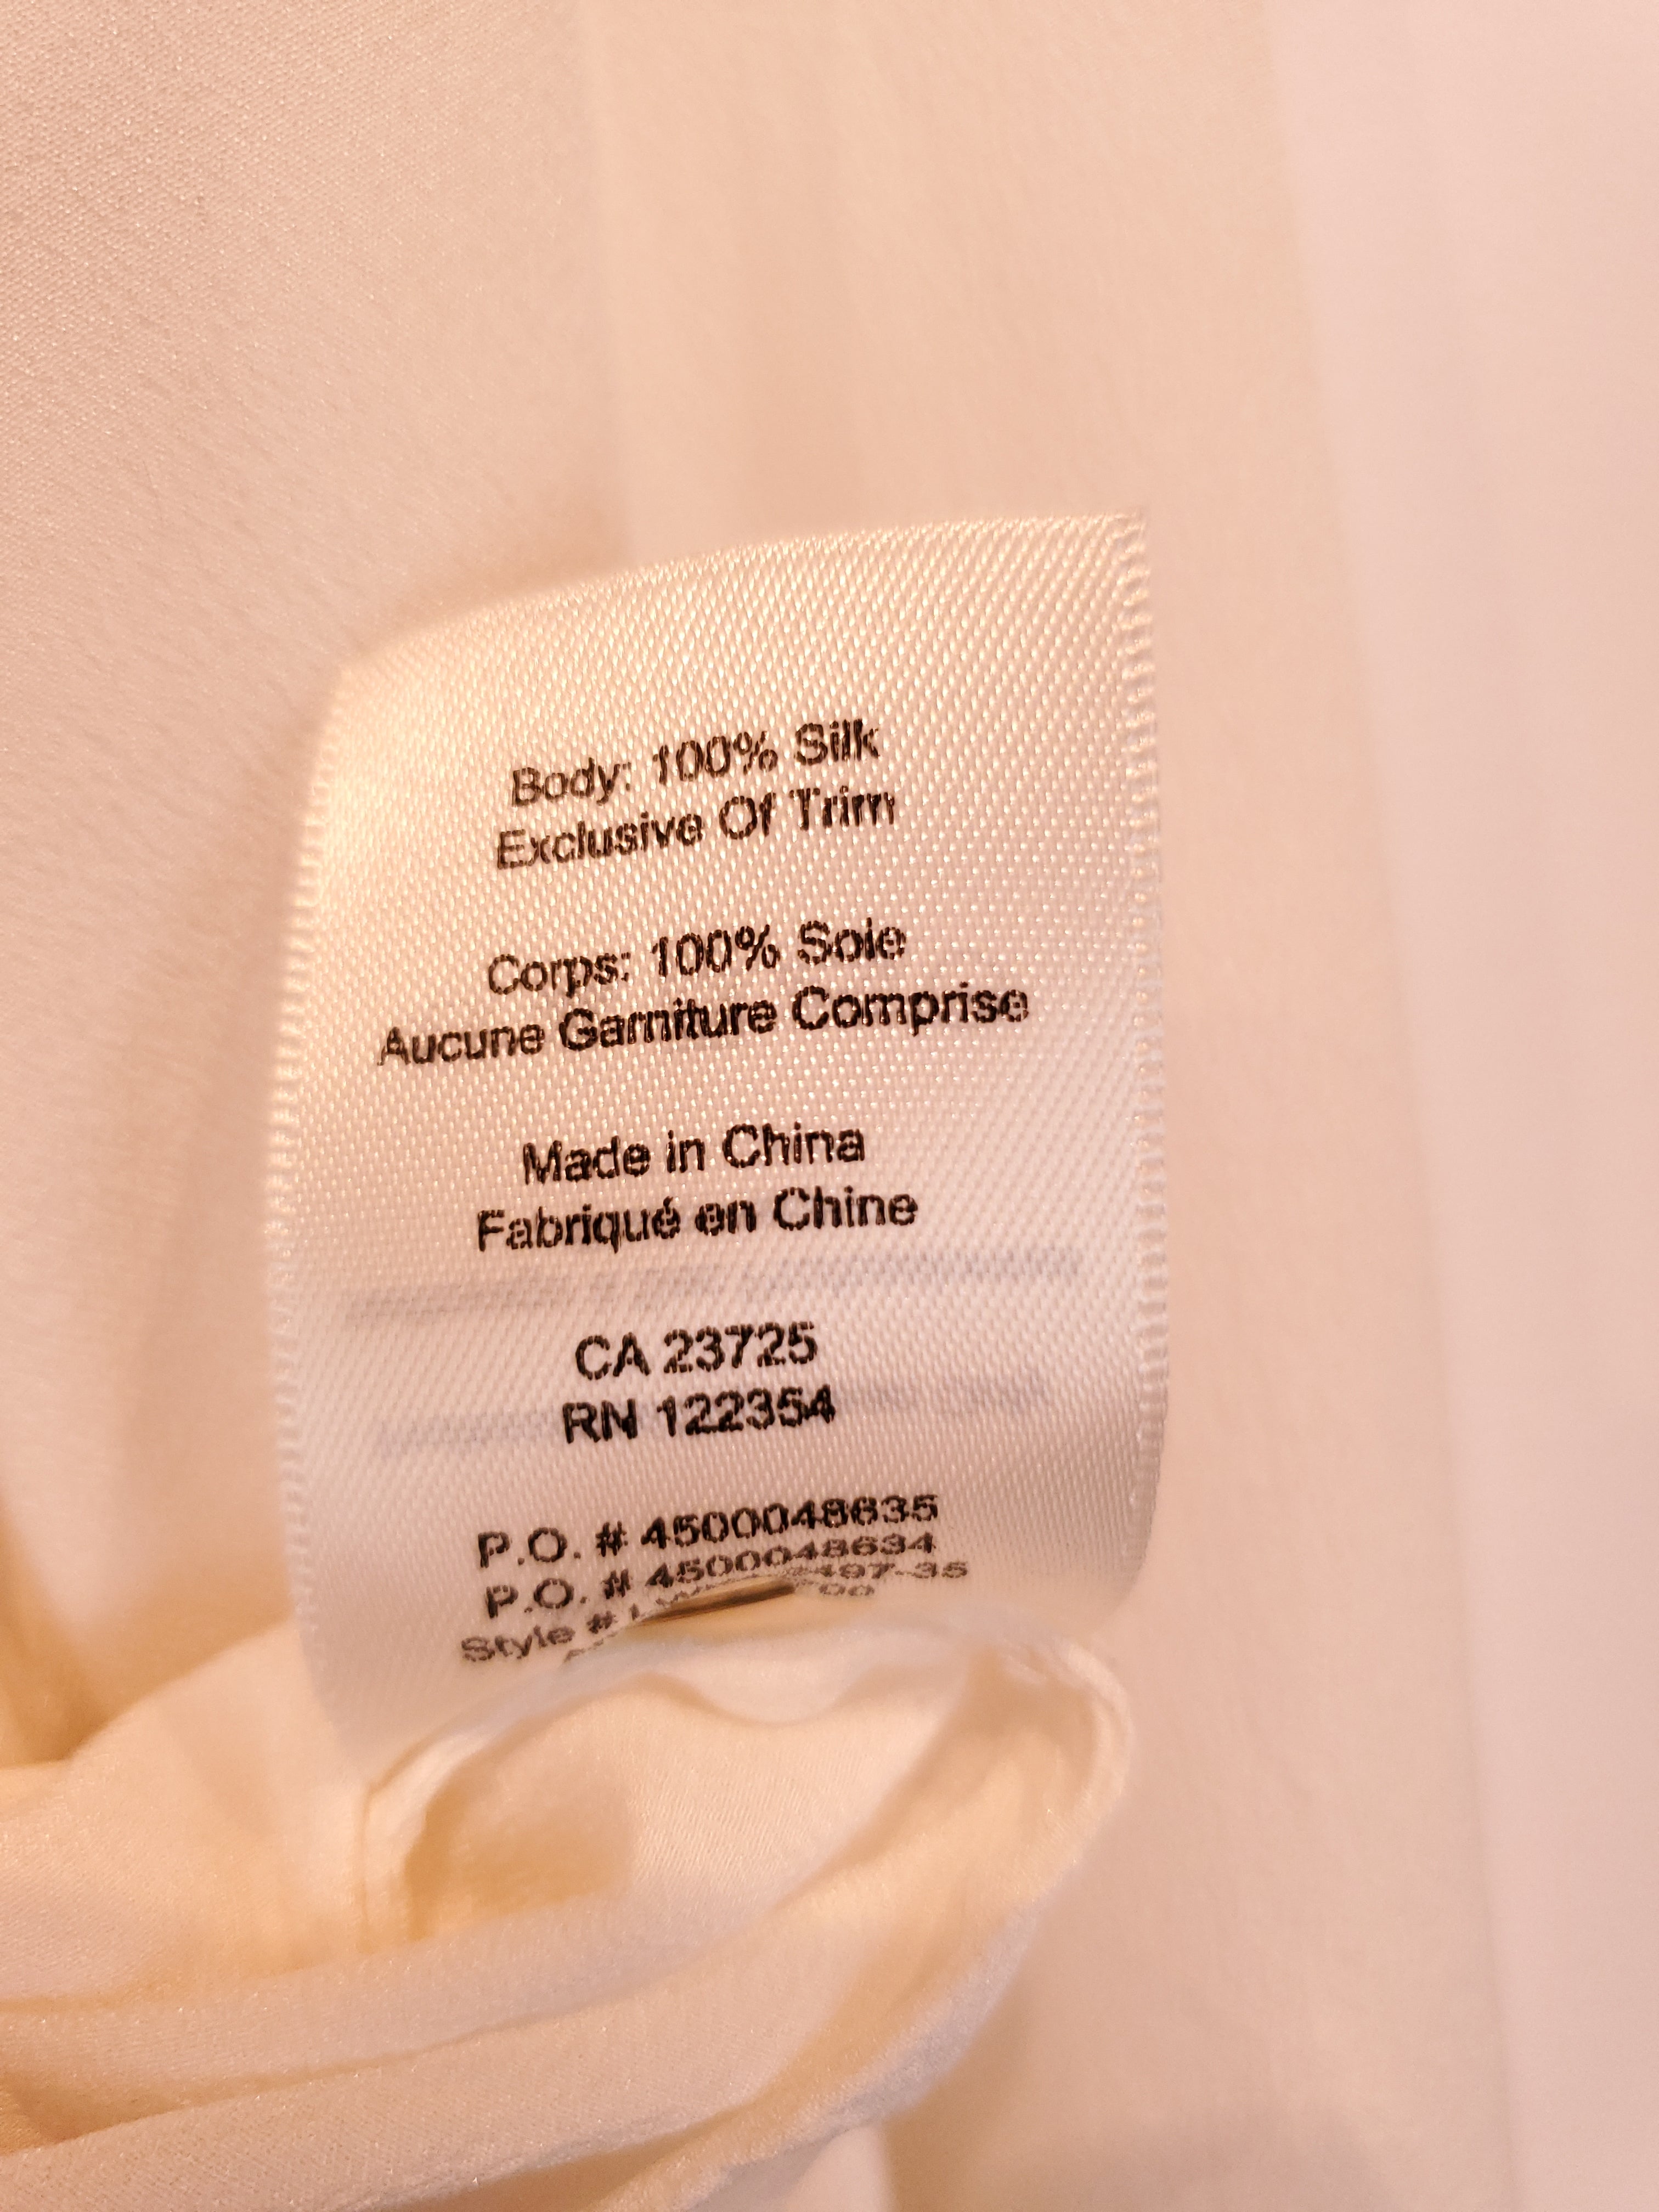 Body: 100% Silk
Exclusive Of Trim
Corps: 100% Soie
Aucune Garniture Comprise
Made in China
Fabriqué en Chine
CA 23725
RN 122354
P.O. # 4500048635
P.O. # 4500048634
Style #